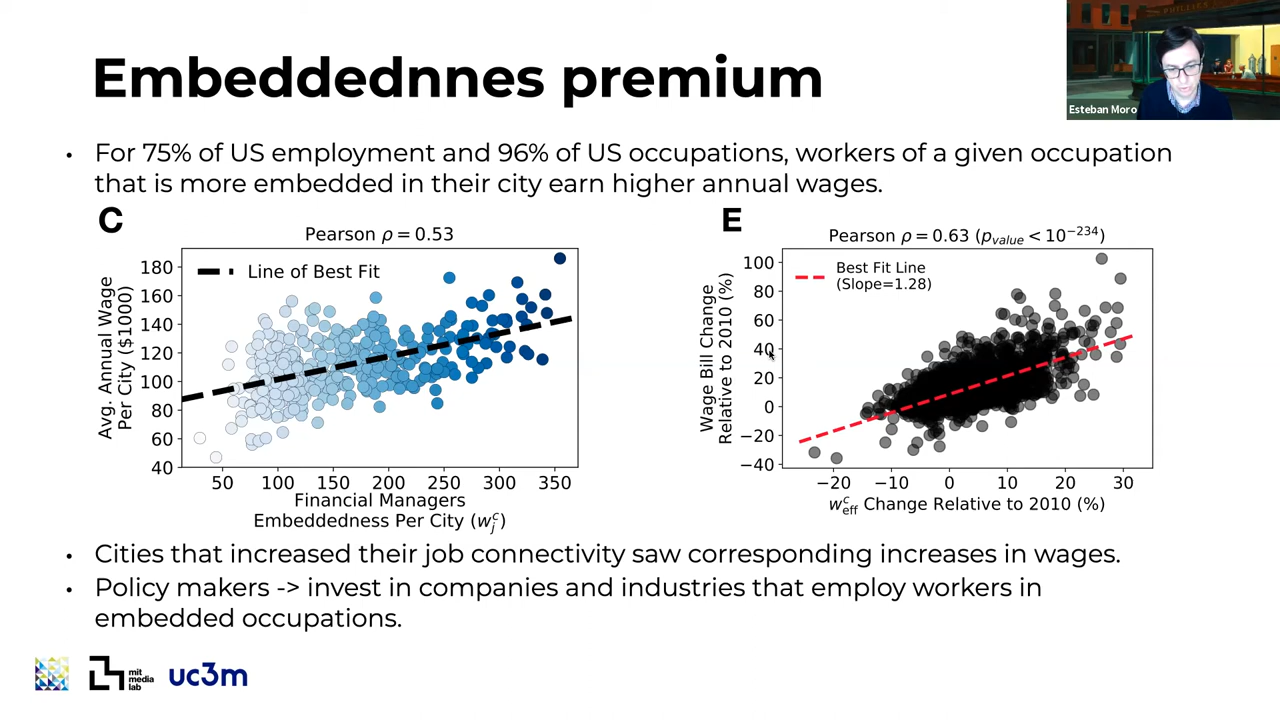 PHILLIES
Esteban Moro
Embeddednnes premium
• For 75% of US employment and 96% of US occupations, workers of a given occupation
that is more embedded in their city earn higher annual wages.
C
Pearson ρ = 0.53
Line of Best Fit
Avg. Annual Wage
Per City ($1000)
180
160
140
120
100
80
60
40
50 100 150 200 250 300 350
Financial Managers
Embeddedness Per City (w_j^c)
E
Pearson ρ = 0.63 (p_value < 10^−234)
Best Fit Line
(Slope=1.28)
Wage Bill Change
Relative to 2010 (%)
100
80
60
40
20
0
−20
−40
−20 −10 0 10 20 30
w_eff^c Change Relative to 2010 (%)
• Cities that increased their job connectivity saw corresponding increases in wages.
• Policy makers -> invest in companies and industries that employ workers in
embedded occupations.
mit
media
lab
uc3m